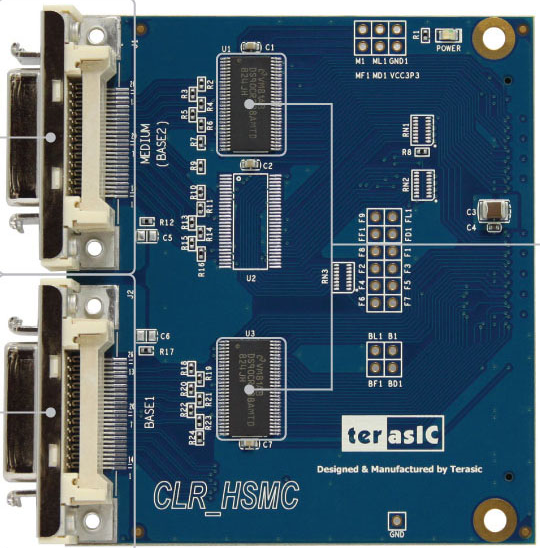 J1
U1
C1
R1
POWER
M1 ML1 GND1
MF1 MD1 VCC3P3
MEDIUM
(BASE2)
R2
R3
R4
R5
R6
R7
RN1
R8
R9
C2
RN2
R10
R11
R12
R13
R14
R15
R16
C5
U2
C3
C4
F9 FL1
FF1 FD1
F8 F1
F2 F3
F4 F5
F6 F7
RN3
J2
C6
R17
U3
BL1 B1
BF1 BD1
BASE1
R18
R19
R20
R21
R22
R23
R24
C7
terasIC
Designed & Manufactured by Terasic
CLR_HSMC
GND